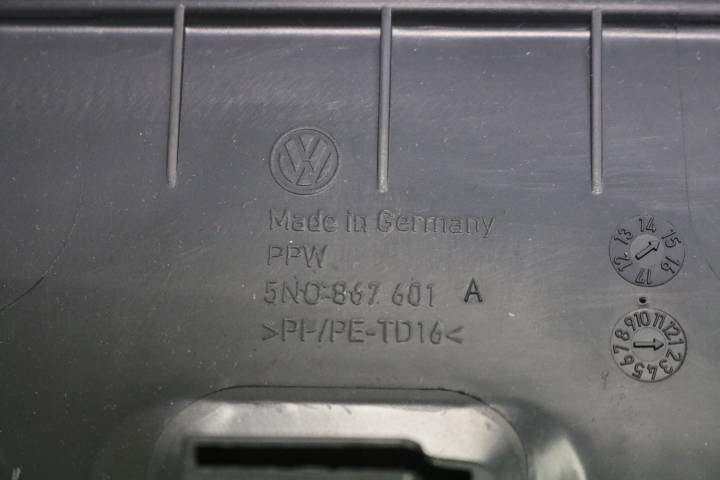 Made in Germany
PPW
5N0 867 601 A
>PP/PE-TD16<
12 13 14 15 16 17
1 2 3 4 5 6 7 8 9 10 11 12